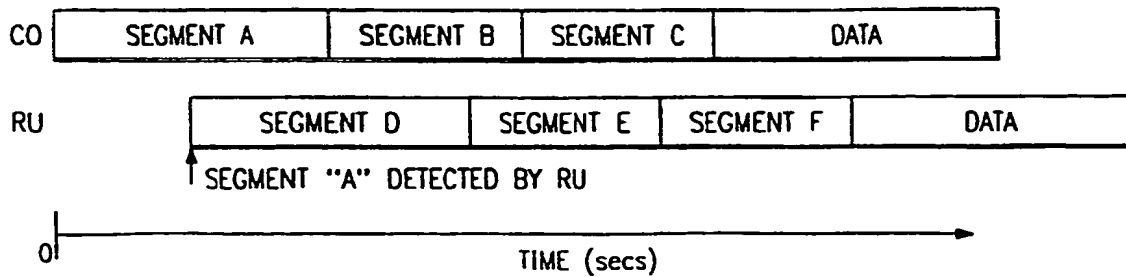 CO SEGMENT A SEGMENT B SEGMENT C DATA
RU SEGMENT D SEGMENT E SEGMENT F DATA
SEGMENT "A" DETECTED BY RU
0
TIME (secs)